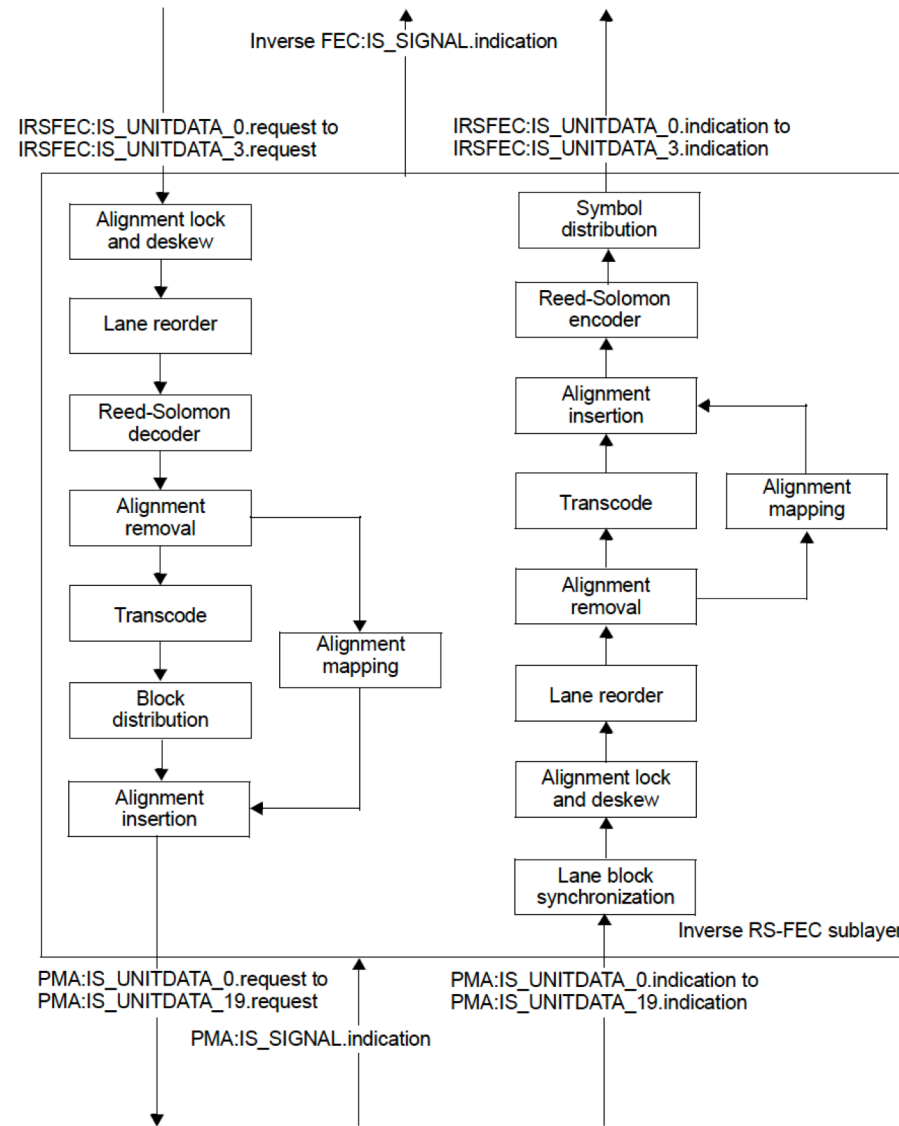 Inverse FEC:IS_SIGNAL.indication
IRSFEC:IS_UNITDATA_0.request to
IRSFEC:IS_UNITDATA_3.request
IRSFEC:IS_UNITDATA_0.indication to
IRSFEC:IS_UNITDATA_3.indication
Alignment lock
and deskew
Lane reorder
Reed-Solomon
decoder
Alignment
removal
Transcode
Alignment
mapping
Block
distribution
Alignment
insertion
Symbol
distribution
Reed-Solomon
encoder
Alignment
insertion
Transcode
Alignment
mapping
Alignment
removal
Lane reorder
Alignment lock
and deskew
Lane block
synchronization
Inverse RS-FEC sublayer
PMA:IS_UNITDATA_0.request to
PMA:IS_UNITDATA_19.request
PMA:IS_SIGNAL.indication
PMA:IS_UNITDATA_0.indication to
PMA:IS_UNITDATA_19.indication